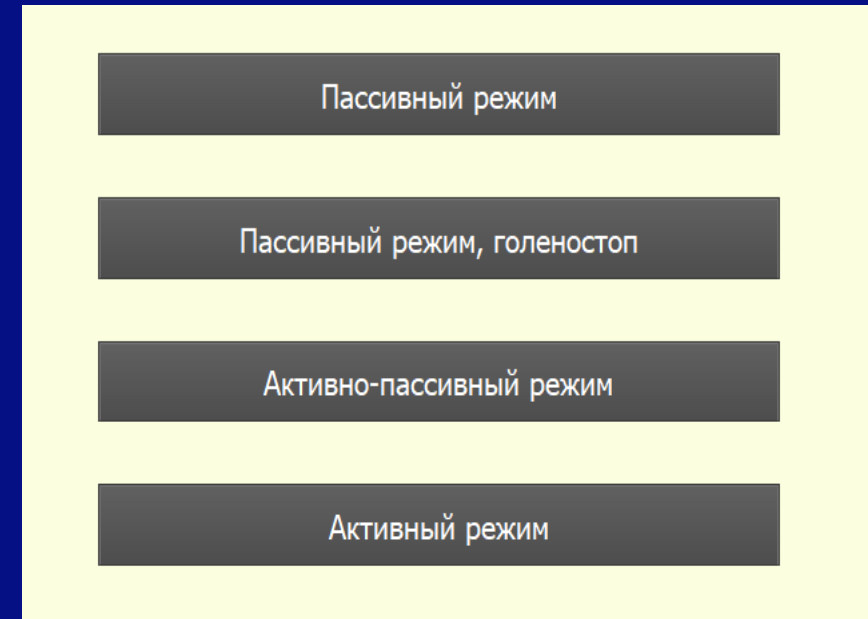 Пассивный режим
Пассивный режим, голеностоп
Активно-пассивный режим
Активный режим